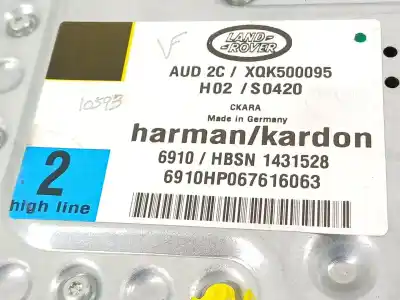 LAND-
ROVER
VF
AUD 2C / XQK500095
H02 / S0420
10393
CKARA
Made in Germany
harman/kardon
6910 / HBSN 1431528
6910HP067616063
2
high line